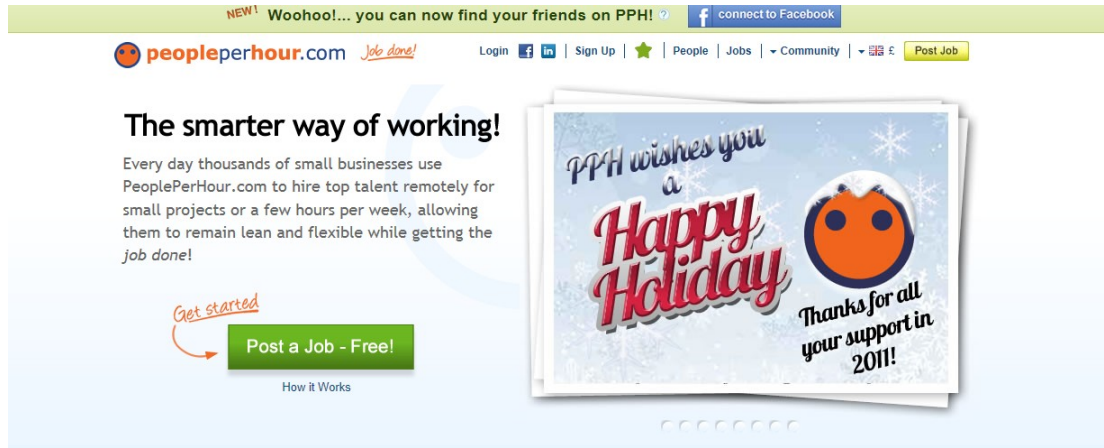 NEW! Woohoo!... you can now find your friends on PPH! ? f connect to Facebook
peopleperhour.com Job done! Login f in | Sign Up | | People | Jobs | Community | £ Post Job
The smarter way of working!
Every day thousands of small businesses use
PeoplePerHour.com to hire top talent remotely for
small projects or a few hours per week, allowing
them to remain lean and flexible while getting the
job done!
Get started
Post a Job - Free!
How it Works
PPH wishes you
a
Happy
Holiday
Thanks for all
your support in
2011!